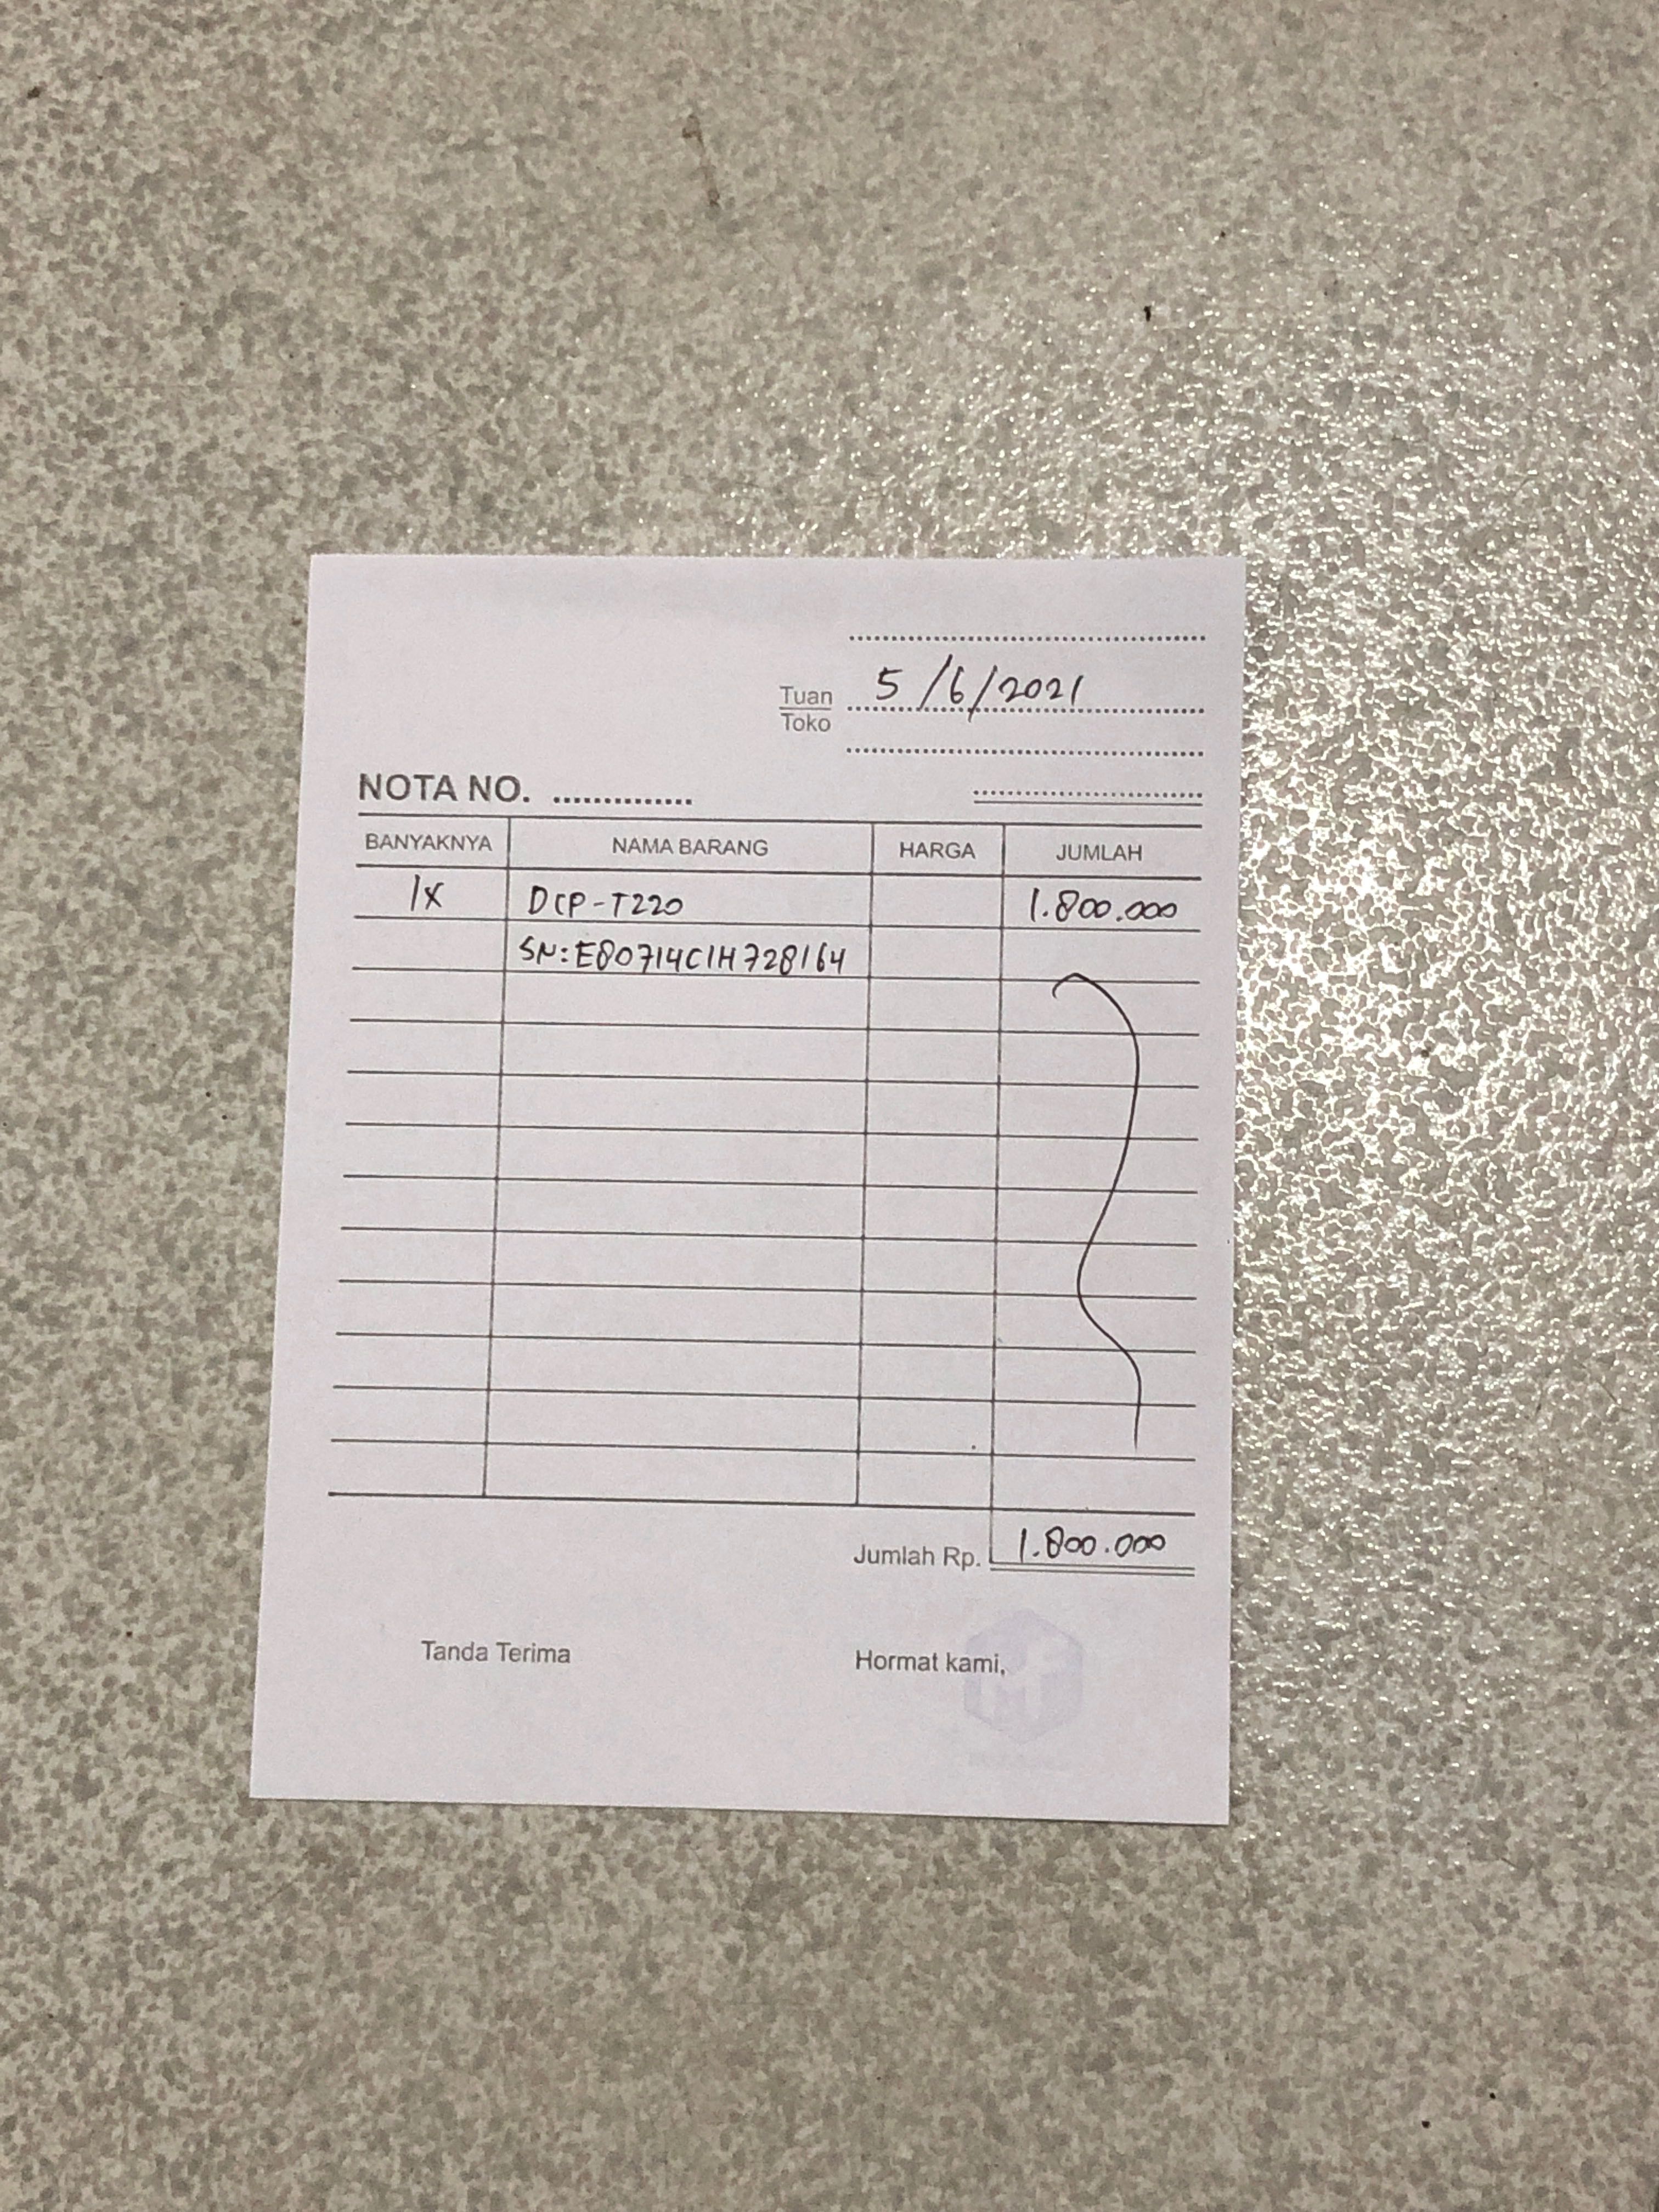 5/6/2021
Tuan
Toko
NOTA NO. ..............
BANYAKNYA NAMA BARANG HARGA JUMLAH
1x DCP-T220 1.800.000
SN:E80714C1H728164
Jumlah Rp. 1.800.000
Tanda Terima Hormat kami,